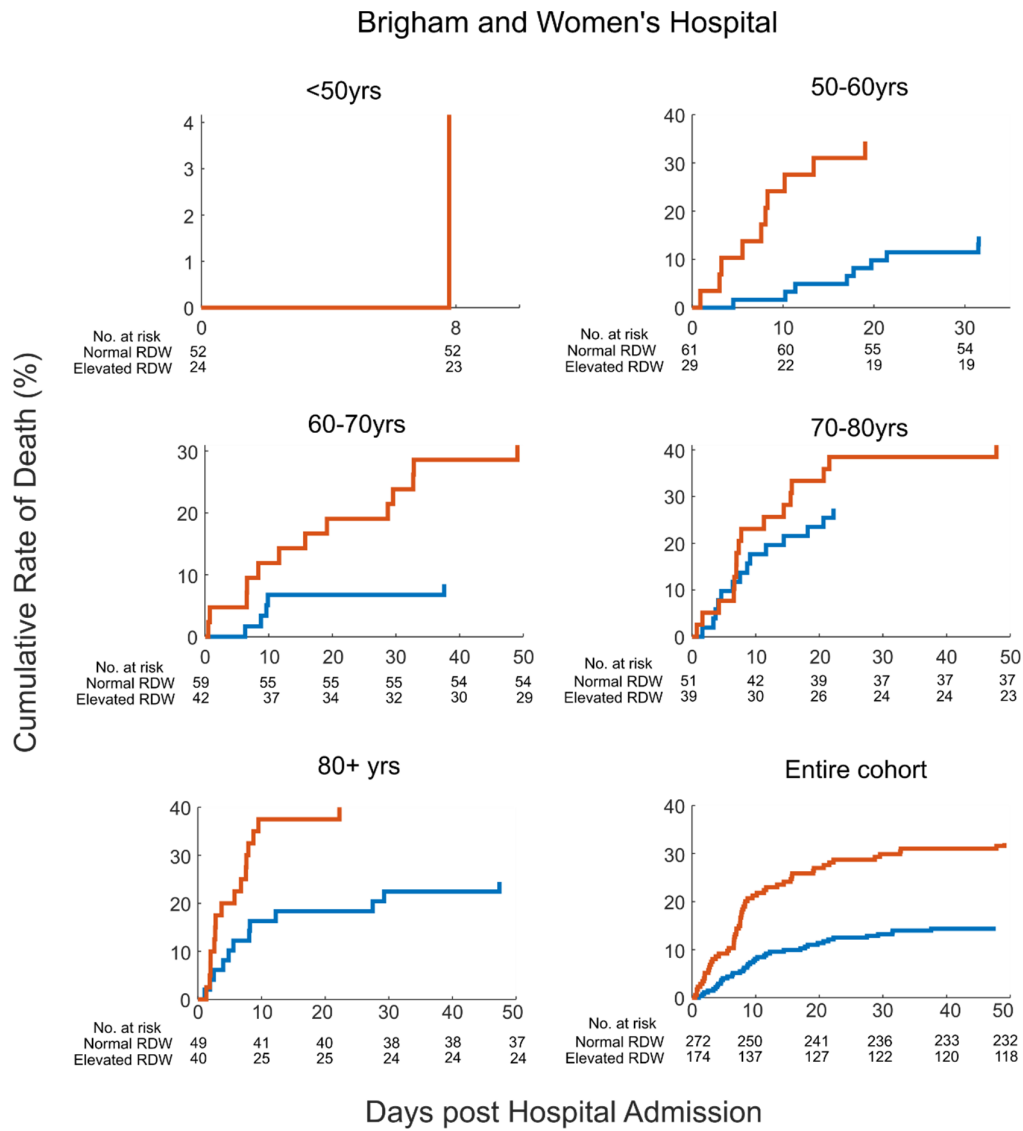 Brigham and Women's Hospital
Cumulative Rate of Death (%)
<50yrs
4
3
2
1
0
0 8
No. at risk
Normal RDW 52 52
Elevated RDW 24 23
50-60yrs
40
30
20
10
0
0 10 20 30
No. at risk
Normal RDW 61 60 55 54
Elevated RDW 29 22 19 19
60-70yrs
30
20
10
0
0 10 20 30 40 50
No. at risk
Normal RDW 59 55 55 55 54 54
Elevated RDW 42 37 34 32 30 29
70-80yrs
40
30
20
10
0
0 10 20 30 40 50
No. at risk
Normal RDW 51 42 39 37 37 37
Elevated RDW 39 30 26 24 24 23
80+ yrs
40
30
20
10
0
0 10 20 30 40 50
No. at risk
Normal RDW 49 41 40 38 38 37
Elevated RDW 40 25 25 24 24 24
Entire cohort
40
30
20
10
0
0 10 20 30 40 50
No. at risk
Normal RDW 272 250 241 236 233 232
Elevated RDW 174 137 127 122 120 118
Days post Hospital Admission